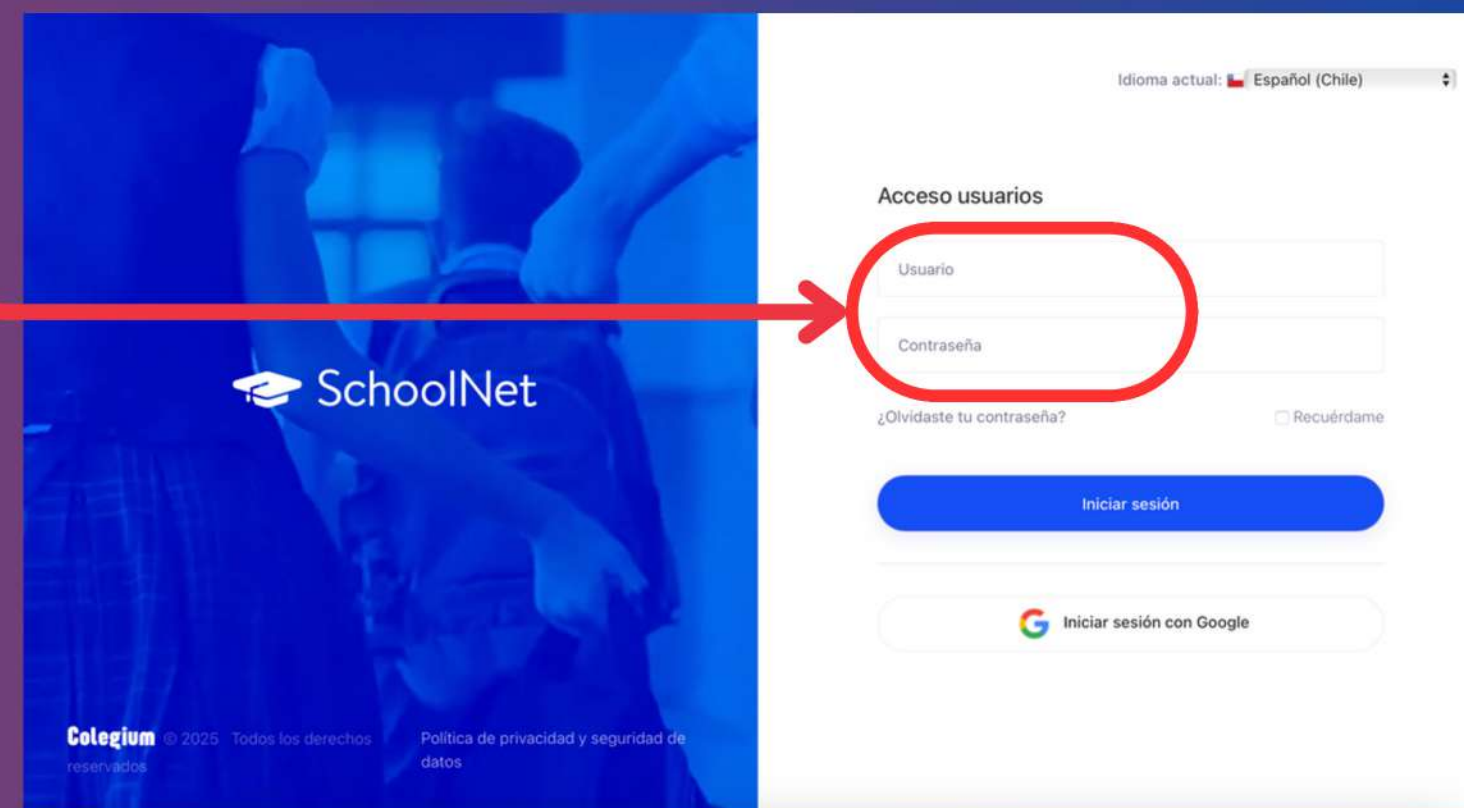 Idioma actual: Español (Chile)
Acceso usuarios
Usuario
Contraseña
¿Olvidaste tu contraseña? Recuérdame
Iniciar sesión
Iniciar sesión con Google
SchoolNet
Colegium © 2025 Todos los derechos
reservados
Política de privacidad y seguridad de
datos